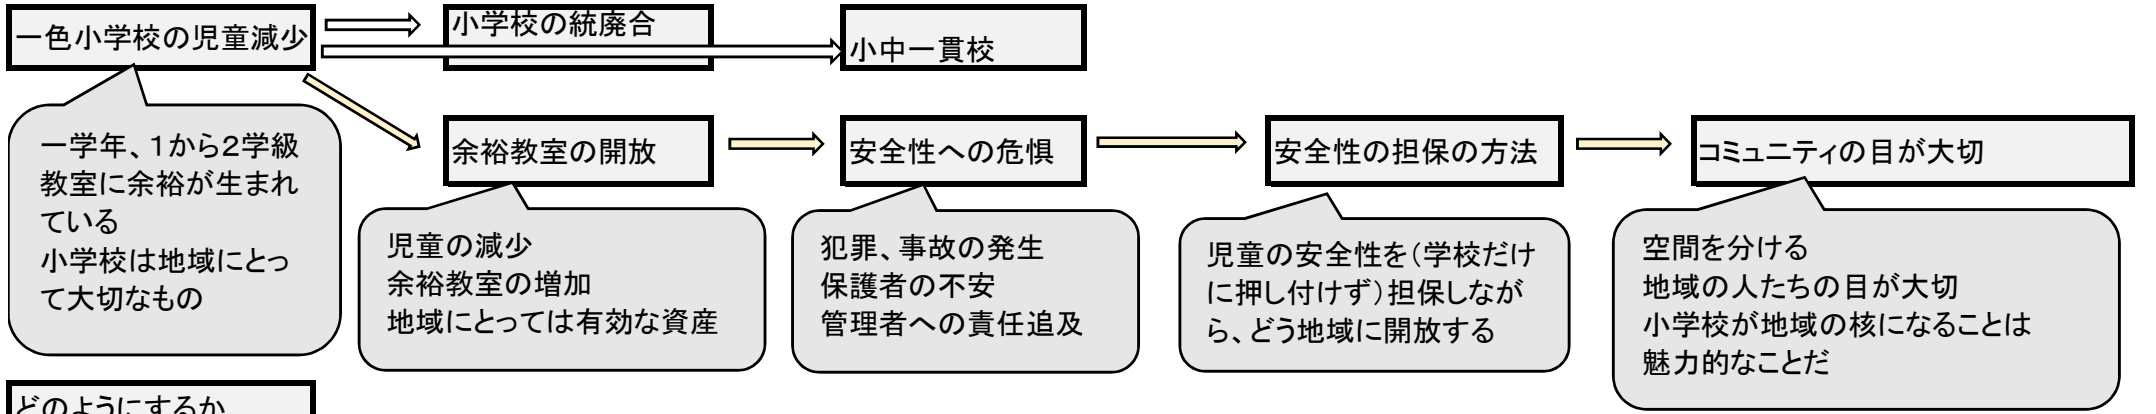 一色小学校の児童減少
小学校の統廃合
小中一貫校
余裕教室の開放
安全性への危惧
安全性の担保の方法
コミュニティの目が大切
一学年、１から２学級
教室に余裕が生まれ
ている
小学校は地域にとっ
て大切なもの
児童の減少
余裕教室の増加
地域にとっては有効な資産
犯罪、事故の発生
保護者の不安
管理者への責任追及
児童の安全性を（学校だけ
に押し付けず）担保しなが
ら、どう地域に開放する
空間を分ける
地域の人たちの目が大切
小学校が地域の核になることは
魅力的なことだ
どのようにするか